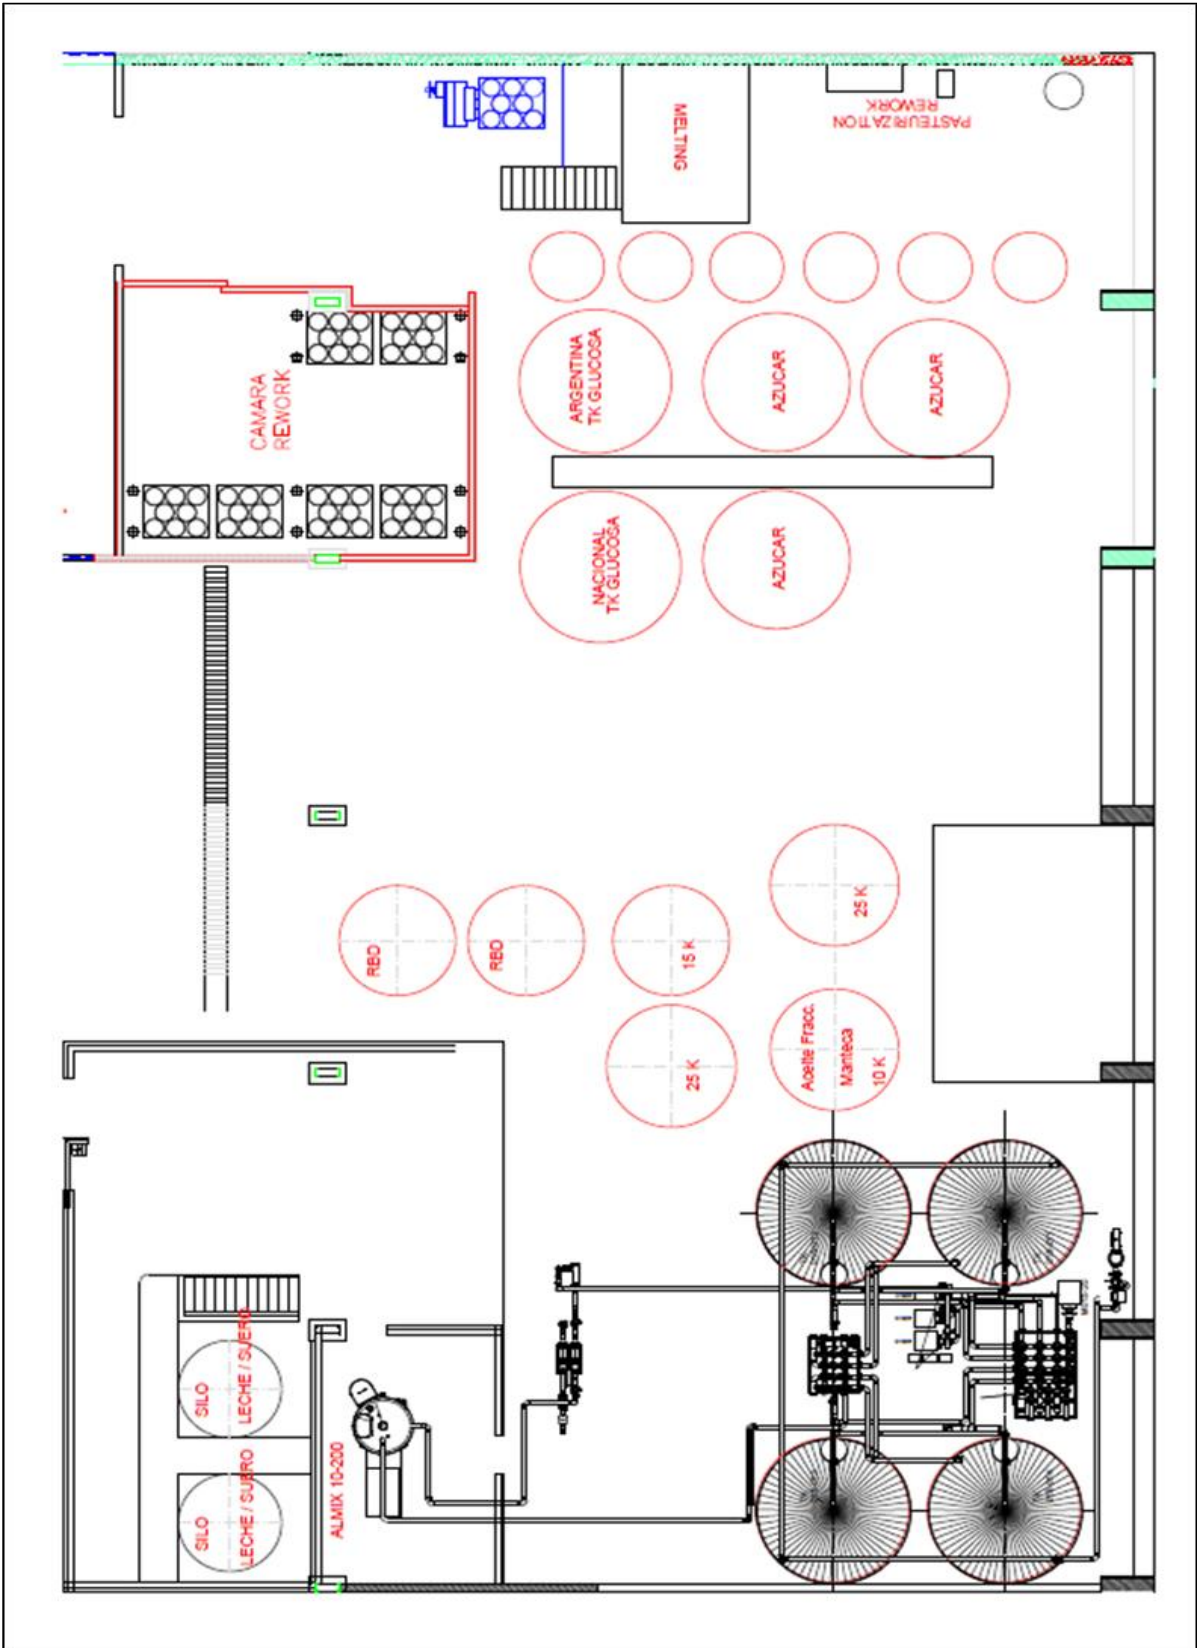 MELTING
PASTEURIZATION
REWORK
CAMARA
REWORK
ARGENTINA
TK GLUCOSA
AZUCAR
AZUCAR
NACIONAL
TK GLUCOSA
AZUCAR
RBD
RBD
15 K
25 K
25 K
Aceite Fracc.
Manteca
10 K
SILO
LECHE / SUERO
SILO
LECHE / SUERO
ALMIX 10-200